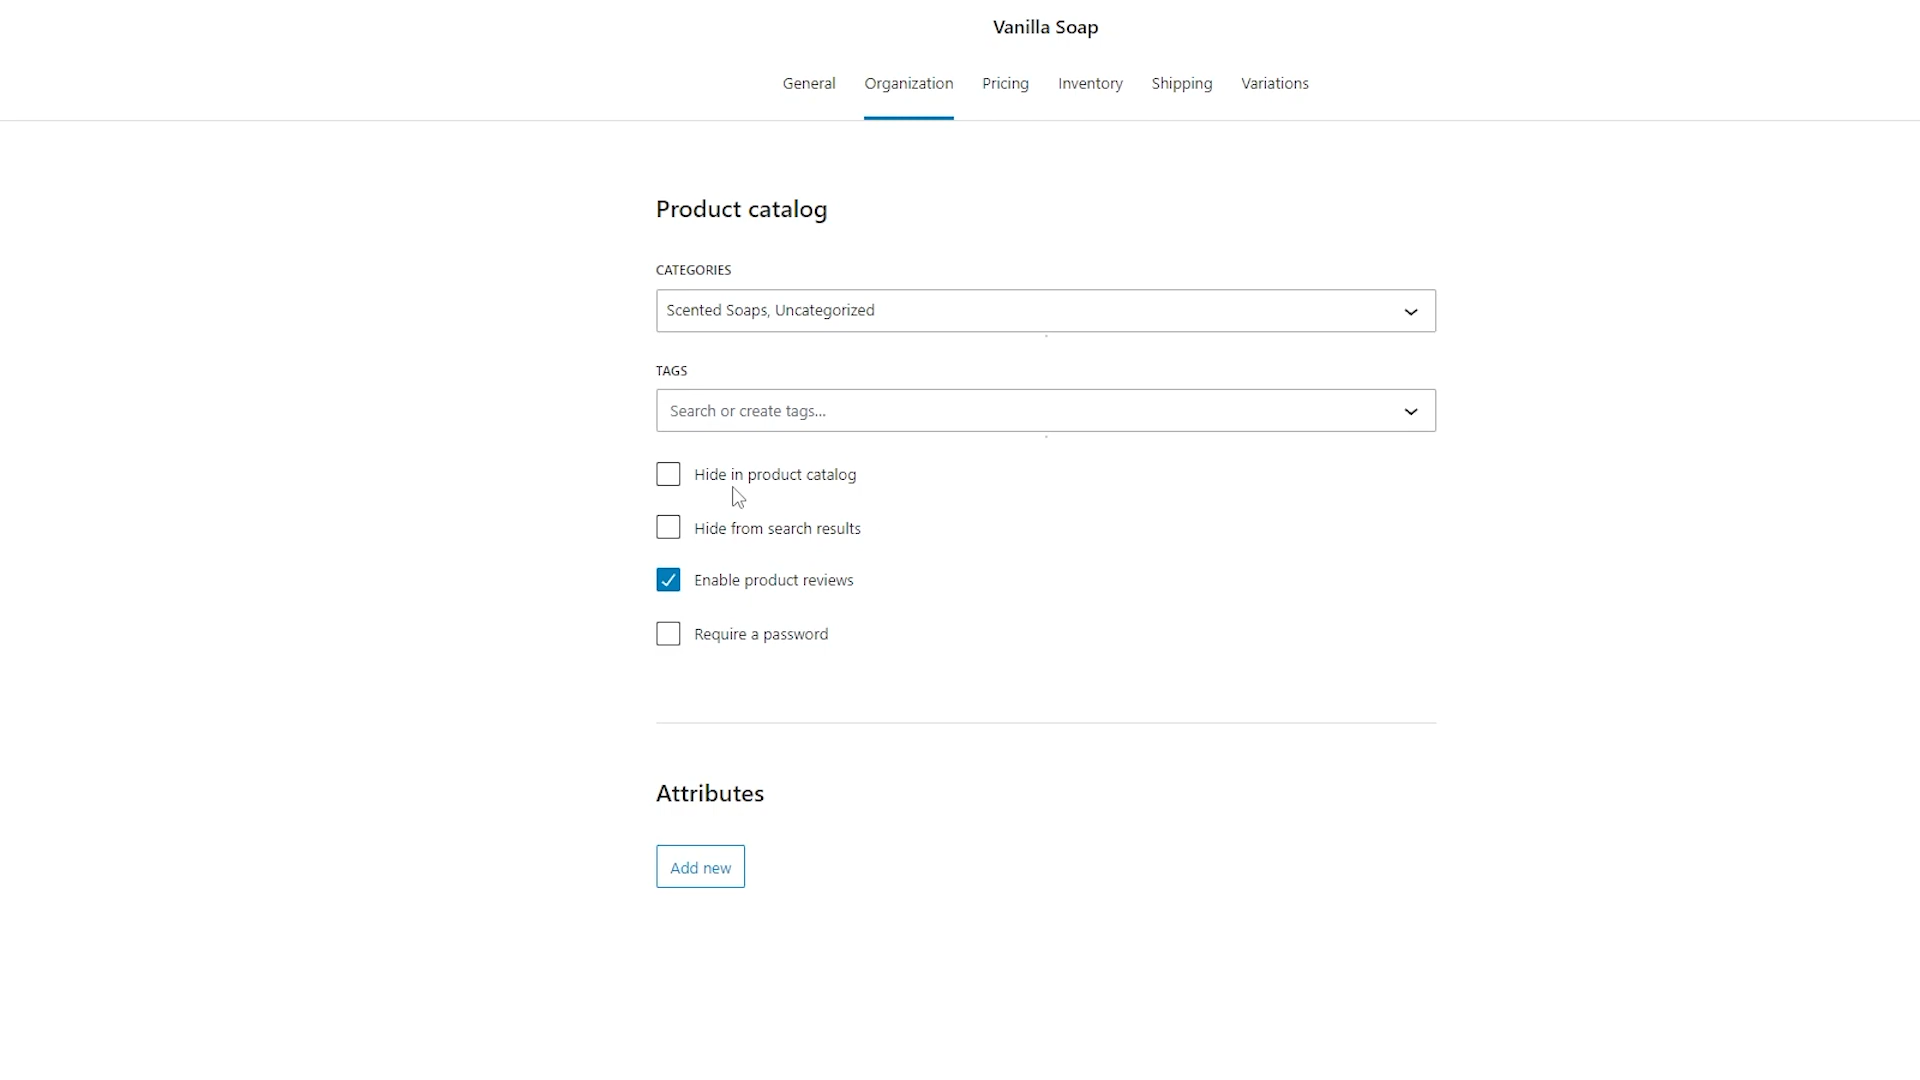 Vanilla Soap
General Organization Pricing Inventory Shipping Variations
Product catalog
CATEGORIES
Scented Soaps, Uncategorized
TAGS
Search or create tags...
Hide in product catalog
Hide from search results
Enable product reviews
Require a password
Attributes
Add new